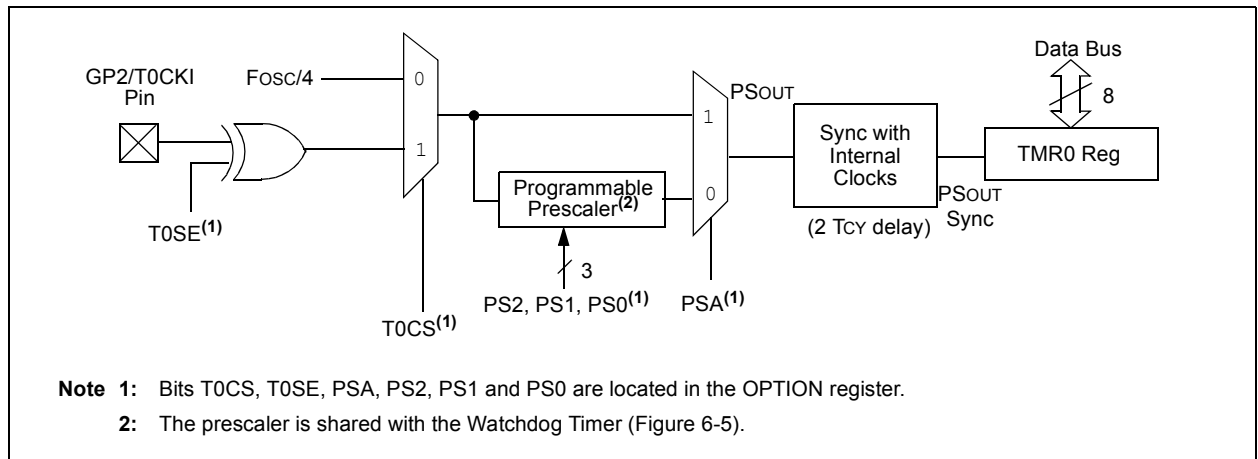 Data Bus
8
GP2/T0CKI
Pin
FOSC/4
0
1
T0SE(1)
T0CS(1)
Programmable
Prescaler(2)
3
PS2, PS1, PS0(1)
1
0
PSA(1)
PSOUT
Sync with
Internal
Clocks
(2 TCY delay)
PSOUT
Sync
TMR0 Reg
Note 1: Bits T0CS, T0SE, PSA, PS2, PS1 and PS0 are located in the OPTION register.
2: The prescaler is shared with the Watchdog Timer (Figure 6-5).